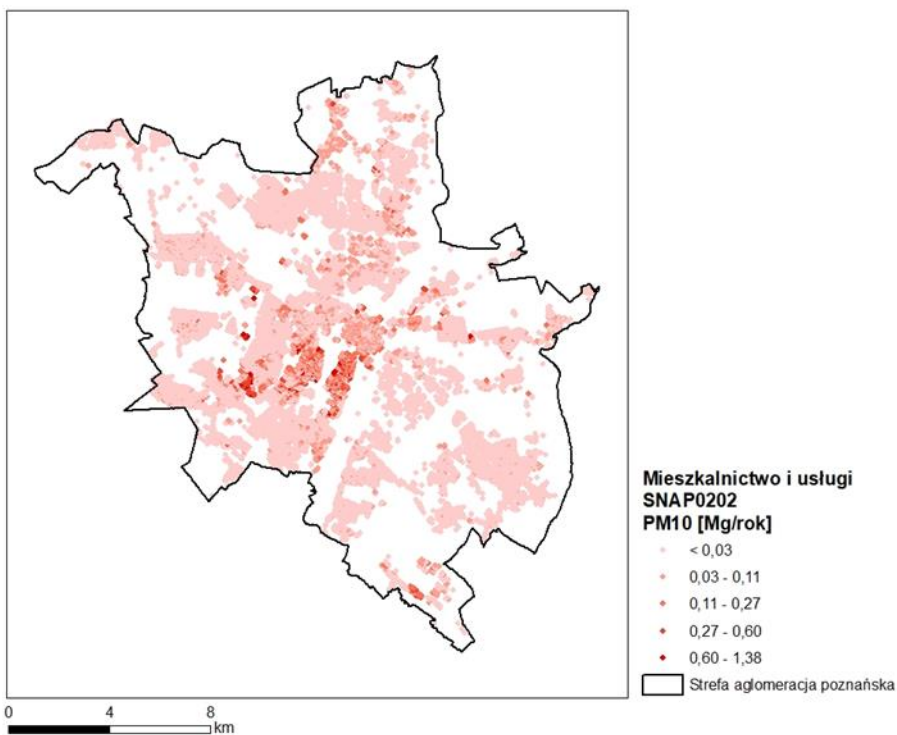 Mieszkalnictwo i usługi
SNAP0202
PM10 [Mg/rok]
< 0,03
0,03 - 0,11
0,11 - 0,27
0,27 - 0,60
0,60 - 1,38
Strefa aglomeracja poznańska
0 4 8
km